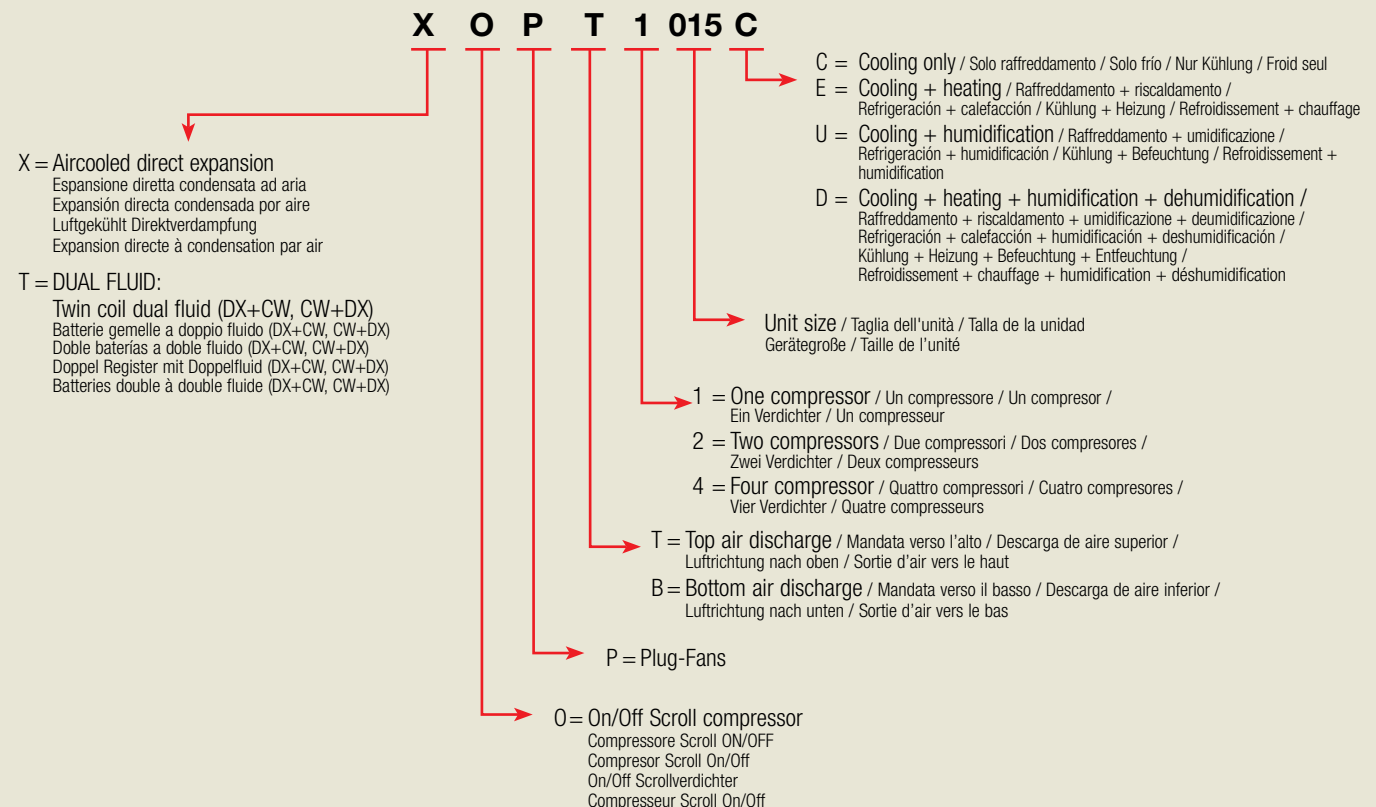 X O P T 1 015 C
C = Cooling only / Solo raffreddamento / Solo frío / Nur Kühlung / Froid seul
E = Cooling + heating / Raffreddamento + riscaldamento /
Refrigeración + calefacción / Kühlung + Heizung / Refroidissement + chauffage
U = Cooling + humidification / Raffreddamento + umidificazione /
Refrigeración + humidificación / Kühlung + Befeuchtung / Refroidissement +
humidification
D = Cooling + heating + humidification + dehumidification /
Raffreddamento + riscaldamento + umidificazione + deumidificazione /
Refrigeración + calefacción + humidificación + deshumidificación /
Kühlung + Heizung + Befeuchtung + Entfeuchtung /
Refroidissement + chauffage + humidification + déshumidification
X = Aircooled direct expansion
Espansione diretta condensata ad aria
Expansión directa condensada por aire
Luftgekühlt Direktverdampfung
Expansion directe à condensation par air
T = DUAL FLUID:
Twin coil dual fluid (DX+CW, CW+DX)
Batterie gemelle a doppio fluido (DX+CW, CW+DX)
Doble baterías a doble fluido (DX+CW, CW+DX)
Doppel Register mit Doppelfluid (DX+CW, CW+DX)
Batteries double à double fluide (DX+CW, CW+DX)
Unit size / Taglia dell'unità / Talla de la unidad
Gerätegroße / Taille de l'unité
1 = One compressor / Un compressore / Un compresor /
Ein Verdichter / Un compresseur
2 = Two compressors / Due compressori / Dos compresores /
Zwei Verdichter / Deux compresseurs
4 = Four compressor / Quattro compressori / Cuatro compresores /
Vier Verdichter / Quatre compresseurs
T = Top air discharge / Mandata verso l'alto / Descarga de aire superior /
Luftrichtung nach oben / Sortie d'air vers le haut
B = Bottom air discharge / Mandata verso il basso / Descarga de aire inferior /
Luftrichtung nach unten / Sortie d'air vers le bas
P = Plug-Fans
O = On/Off Scroll compressor
Compressore Scroll ON/OFF
Compresor Scroll On/Off
On/Off Scrollverdichter
Compresseur Scroll On/Off